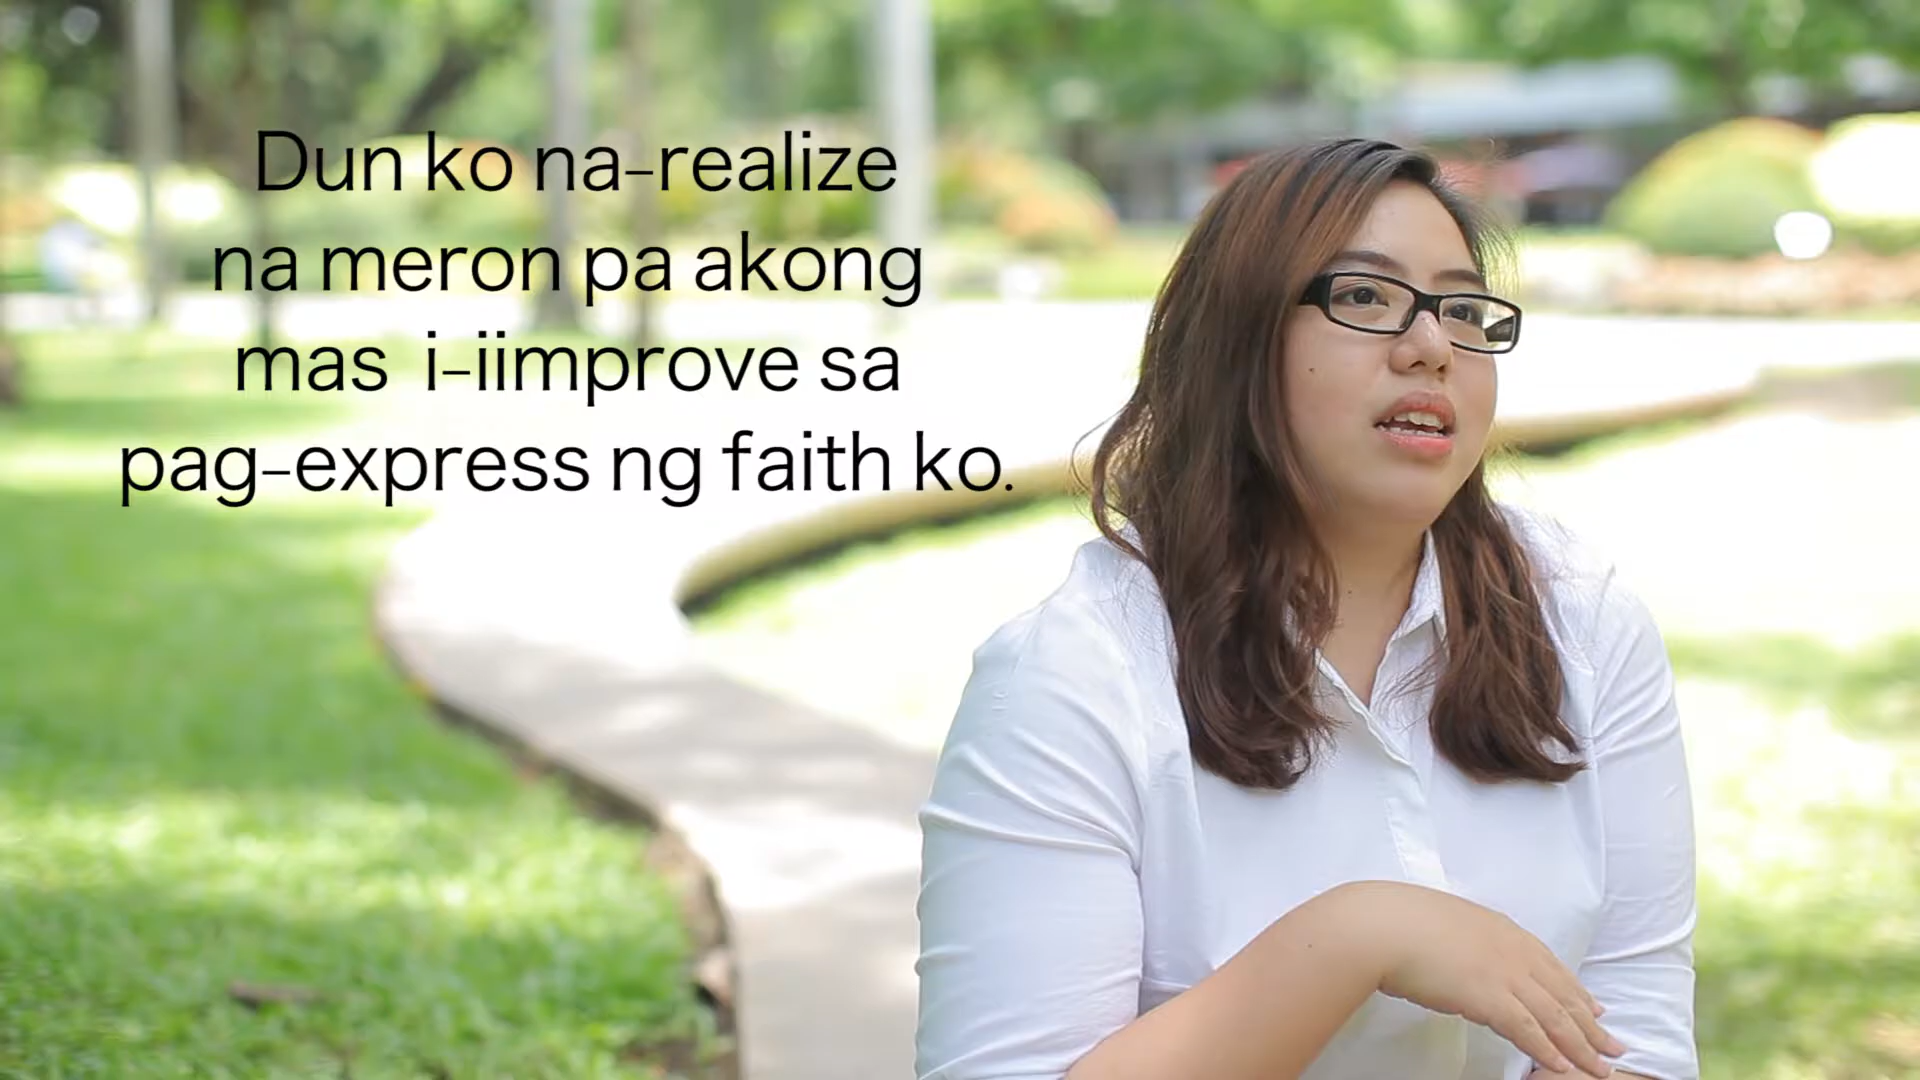 Dun ko na-realize
na meron pa akong
mas i-iimprove sa
pag-express ng faith ko.